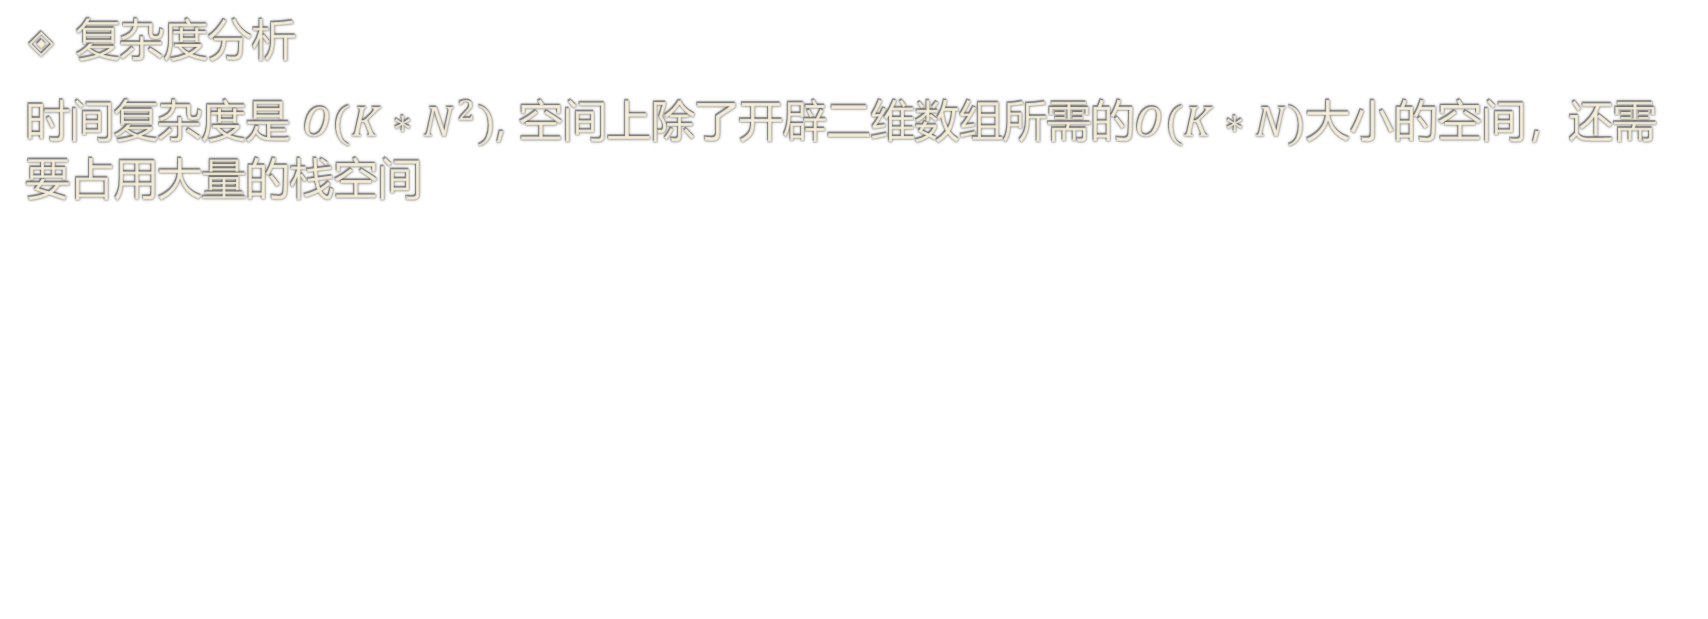 ❖ 复杂度分析
时间复杂度是 O(K * N²), 空间上除了开辟二维数组所需的O(K * N)大小的空间，还需
要占用大量的栈空间